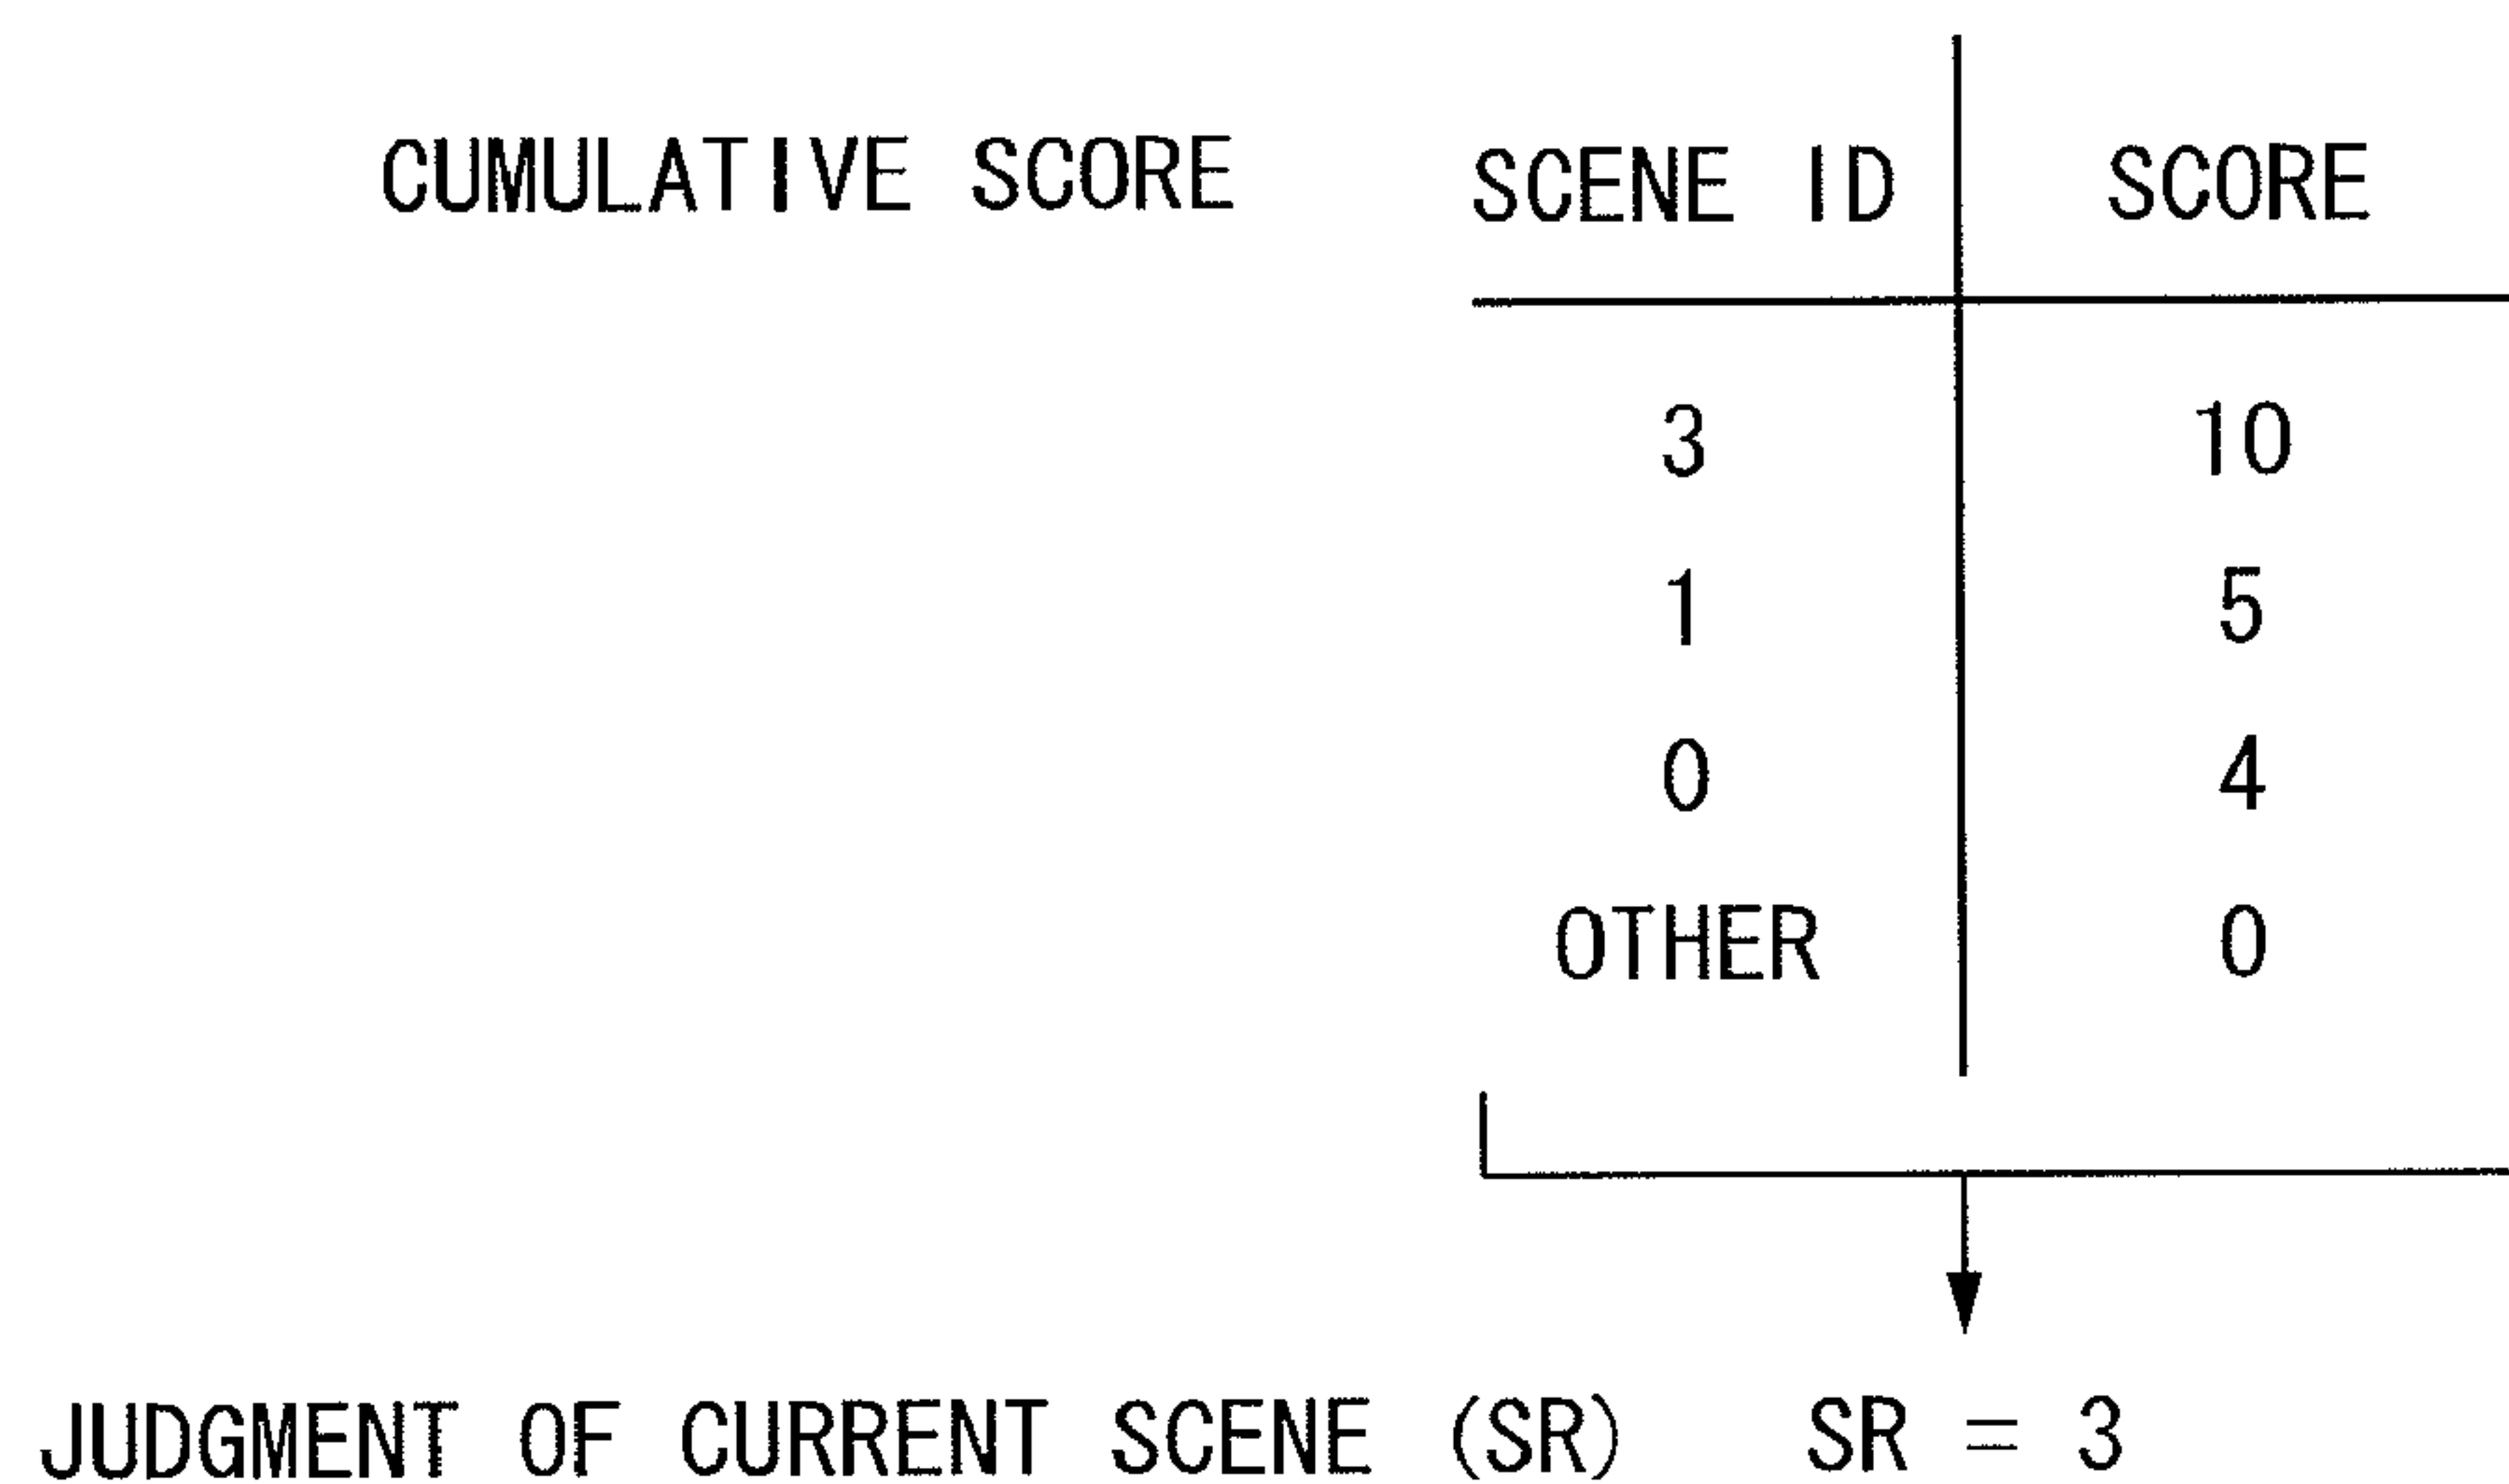 CUMULATIVE SCORE SCENE ID SCORE
3 10
1 5
0 4
OTHER 0
JUDGMENT OF CURRENT SCENE (SR) SR = 3